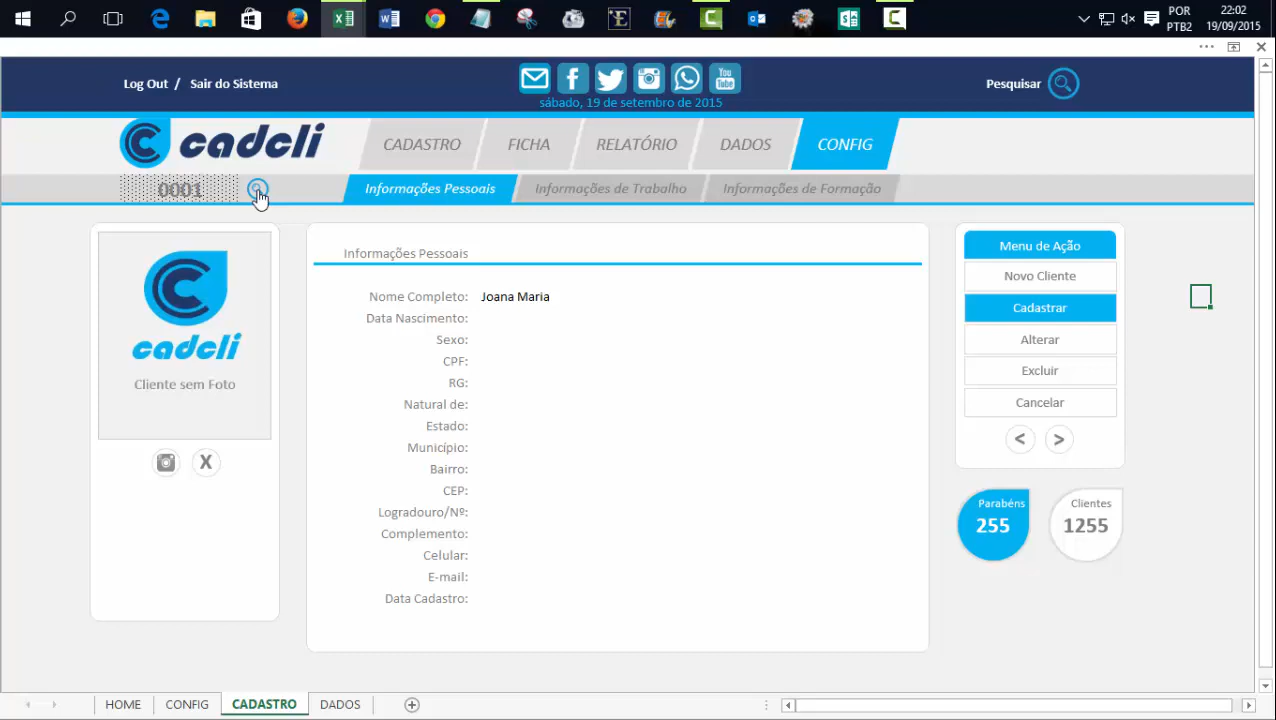 22:02
POR
PTB2
19/09/2015
Log Out / Sair do Sistema
Pesquisar
You
Tube
sábado, 19 de setembro de 2015
cadcli
CADASTRO
FICHA
RELATÓRIO
DADOS
CONFIG
0001
Informações Pessoais
Informações de Trabalho
Informações de Formação
cadcli
Cliente sem Foto
X
Informações Pessoais
Nome Completo: Joana Maria
Data Nascimento:
Sexo:
CPF:
RG:
Natural de:
Estado:
Município:
Bairro:
CEP:
Logradouro/Nº:
Complemento:
Celular:
E-mail:
Data Cadastro:
Menu de Ação
Novo Cliente
Cadastrar
Alterar
Excluir
Cancelar
< >
Parabéns
255
Clientes
1255
HOME
CONFIG
CADASTRO
DADOS